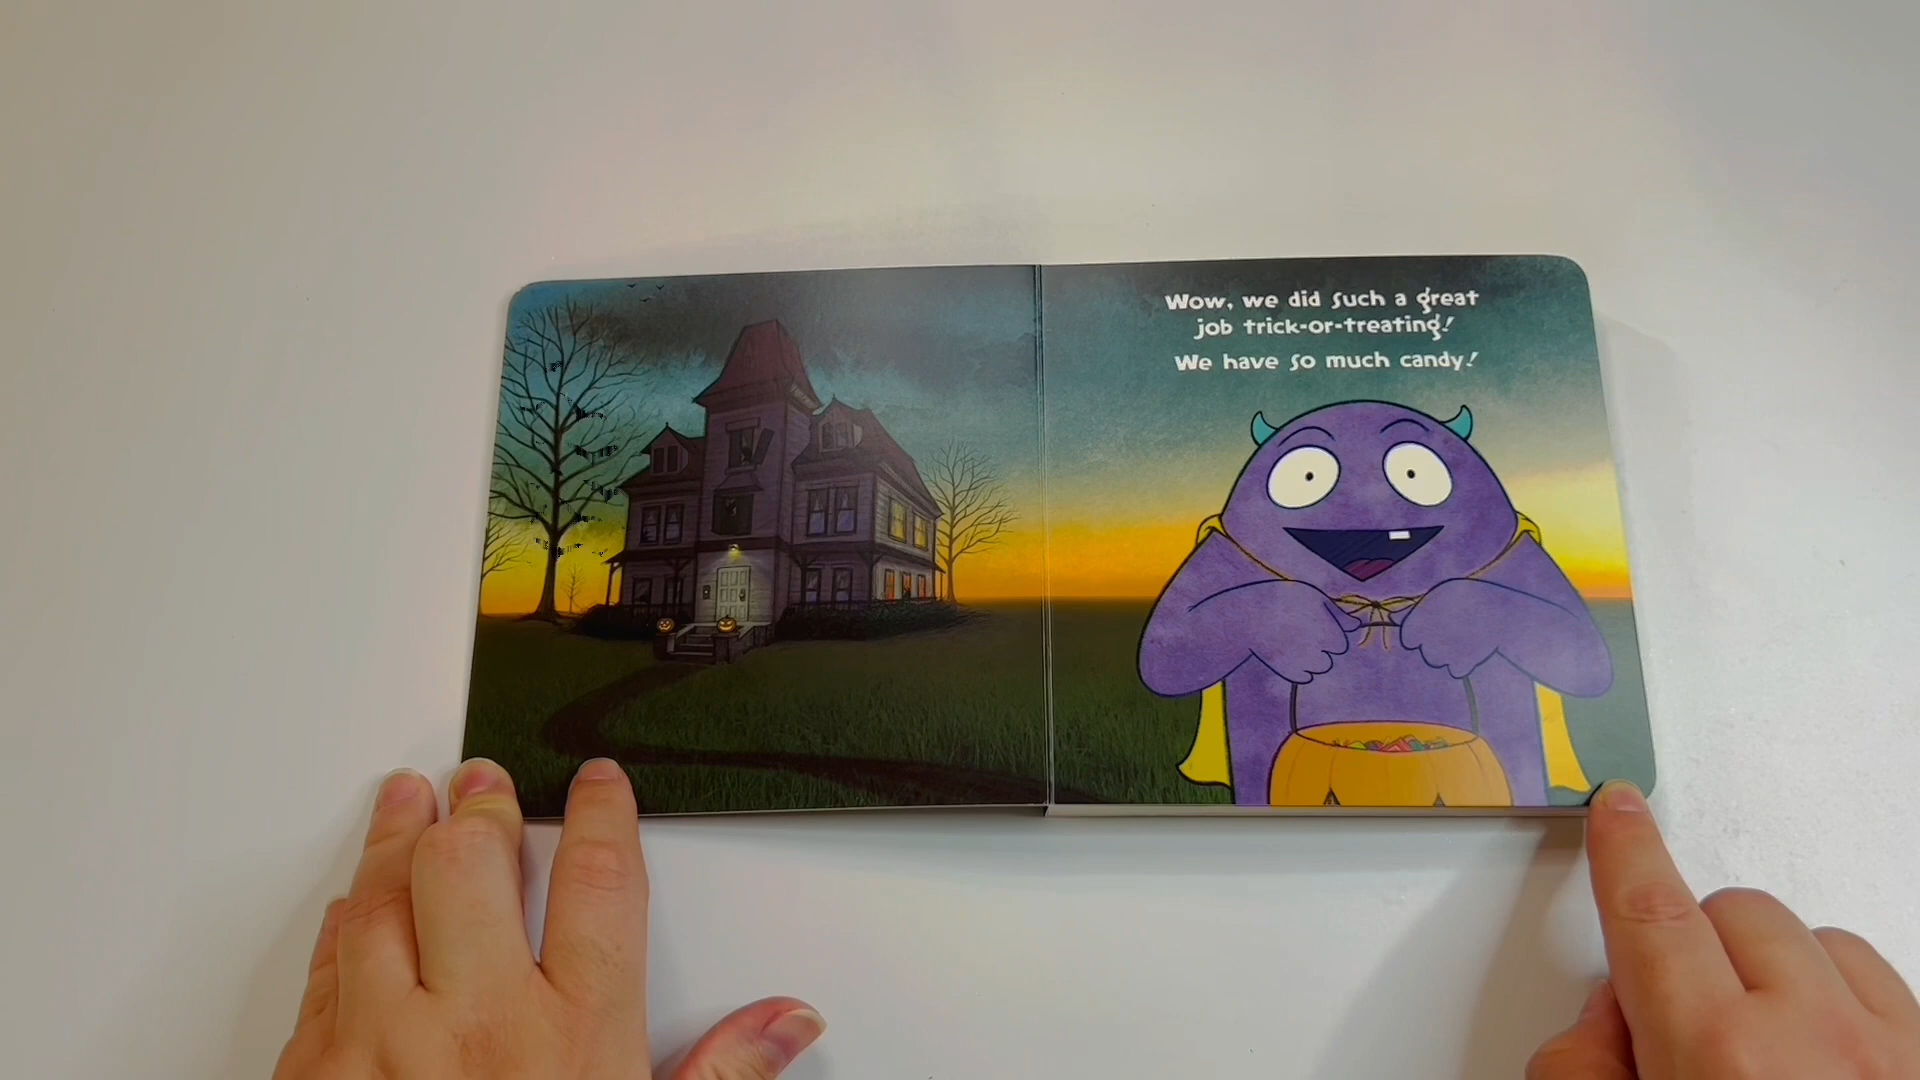 Wow, we did such a great
job trick-or-treating!
We have so much candy!